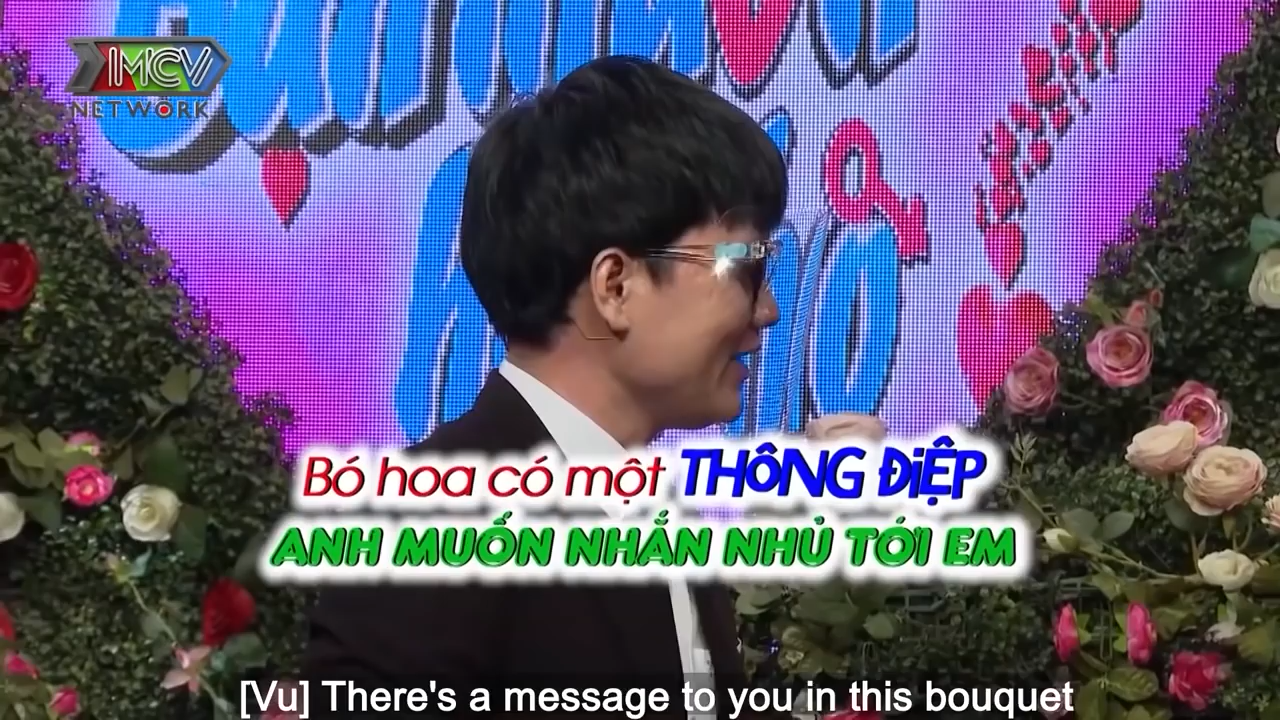 MCV
NETWORK
Bó hoa có một THÔNG ĐiỆP
ANH MUỐN NHẮN NHỦ TỚI EM
[Vu] There's a message to you in this bouquet